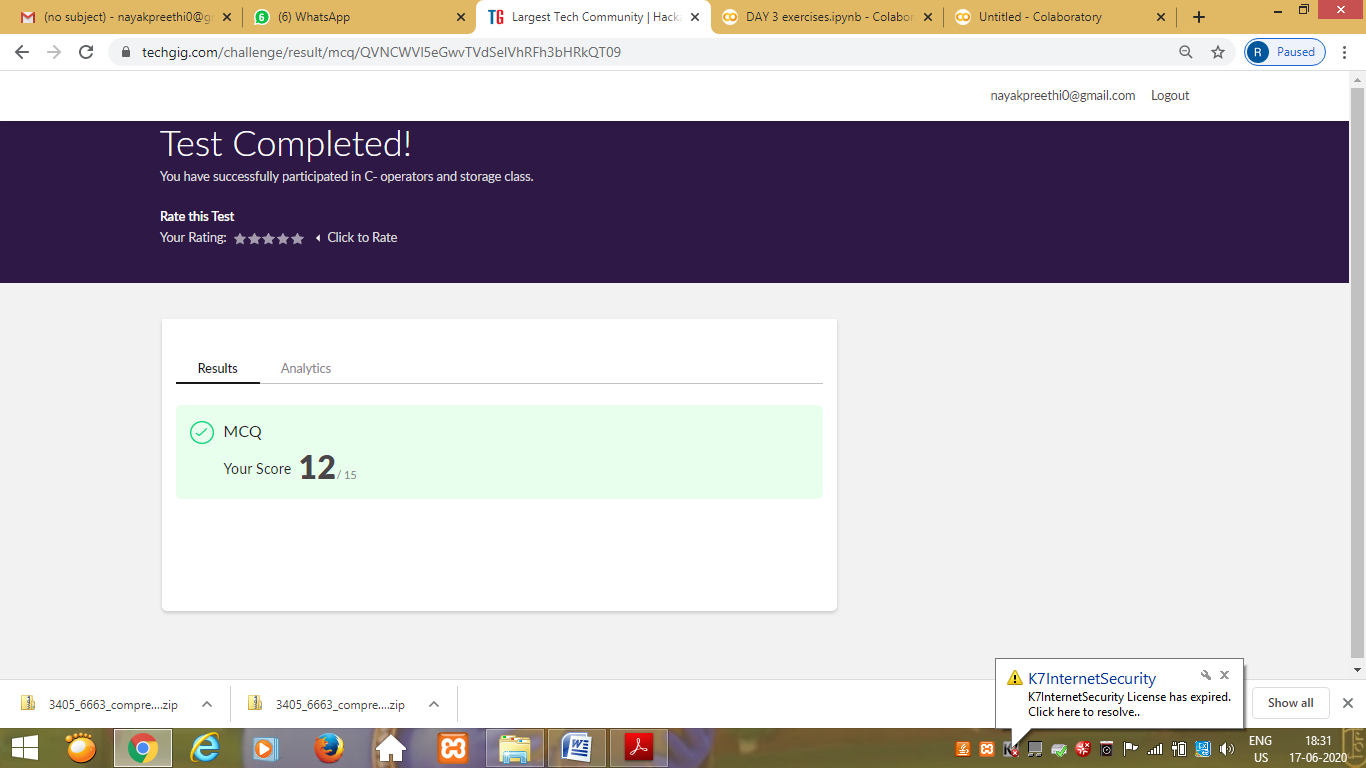 (no subject) - nayakpreethi0@g
(6) WhatsApp
Largest Tech Community | Hack
DAY 3 exercises.ipynb - Colabor
Untitled - Colaboratory
techgig.com/challenge/result/mcq/QVNCWVI5eGwvTVdSelVhRFh3bHRkQT09
R Paused
nayakpreethi0@gmail.com Logout
Test Completed!
You have successfully participated in C- operators and storage class.
Rate this Test
Your Rating: Click to Rate
Results Analytics
MCQ
Your Score 12 / 15
K7InternetSecurity
K7InternetSecurity License has expired.
Click here to resolve..
3405_6663_compre....zip
3405_6663_compre....zip
Show all
ENG
US
18:31
17-06-2020